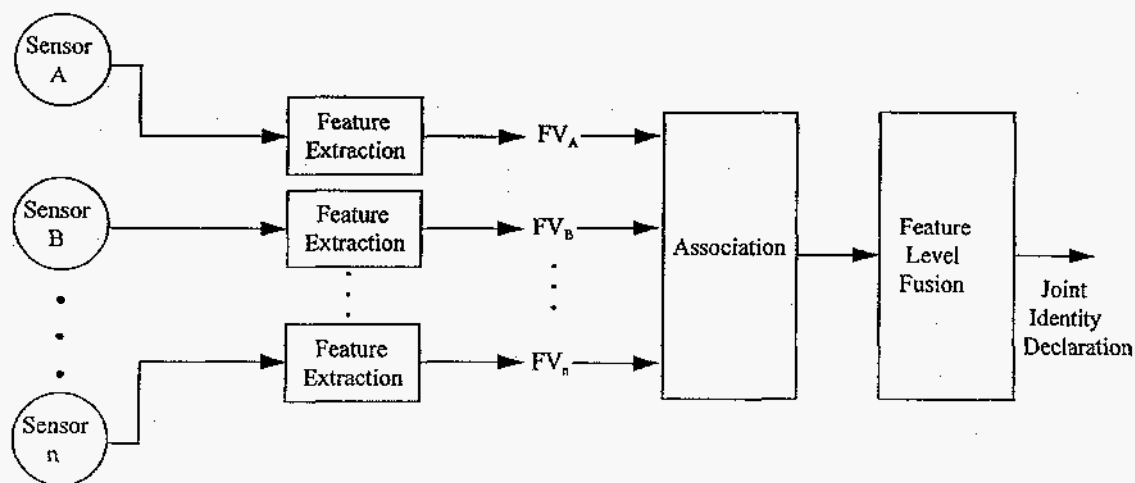 Sensor
A
Feature
Extraction
FV_A
Sensor
B
Feature
Extraction
FV_B
Association
Feature
Level
Fusion
Joint
Identity
Declaration
Feature
Extraction
FV_n
Sensor
n